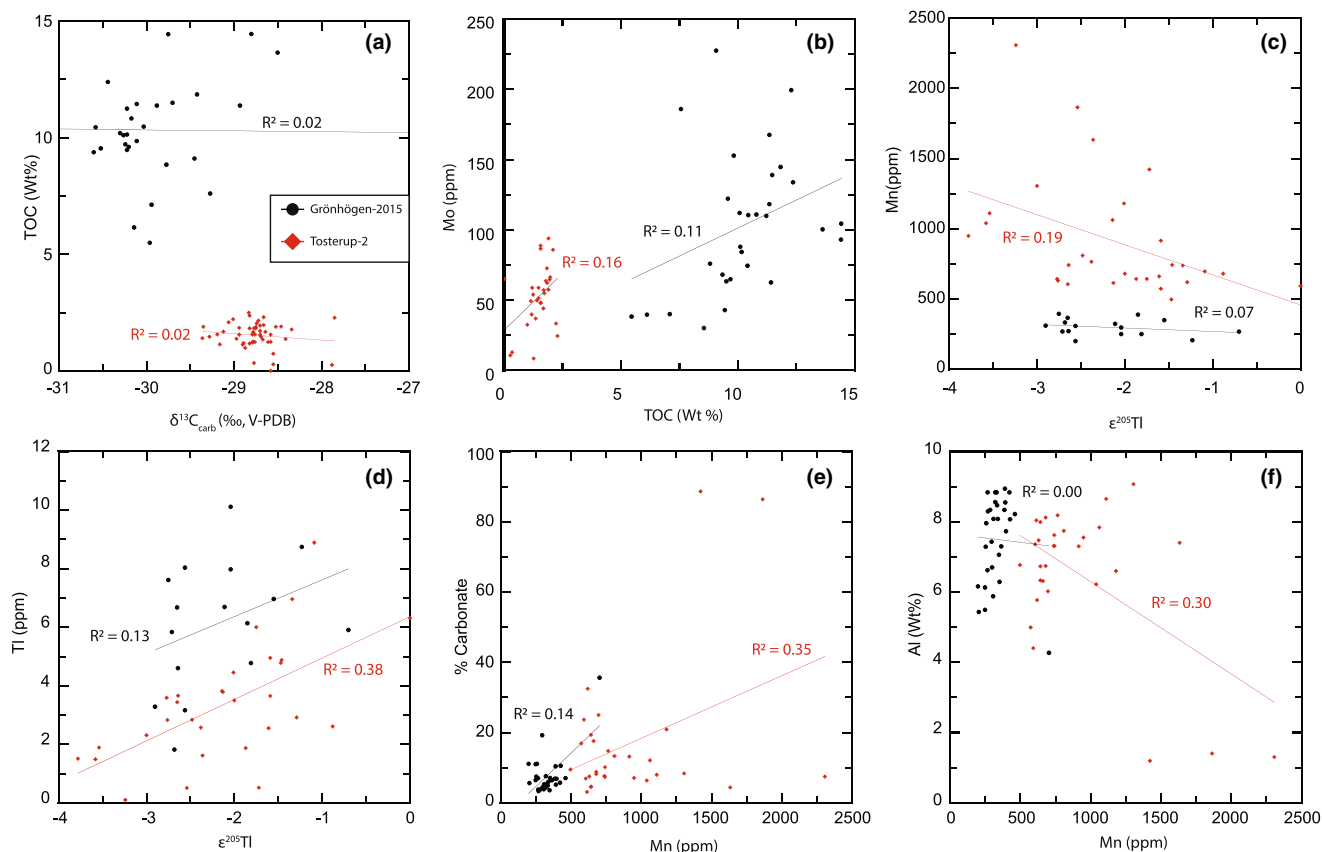 (a)
15
10
5
0
TOC (Wt%)
R² = 0.02
Grönhögen-2015
Tosterup-2
R² = 0.02
-31
-30
-29
-28
-27
δ¹³C_carb (‰, V-PDB)
(b)
250
200
150
100
50
0
Mo (ppm)
R² = 0.11
R² = 0.16
0
5
10
15
TOC (Wt %)
(c)
2500
2000
1500
1000
500
0
Mn(ppm)
R² = 0.19
R² = 0.07
-4
-3
-2
-1
0
ε²⁰⁵Tl
(d)
12
10
8
6
4
2
0
Tl (ppm)
R² = 0.13
R² = 0.38
-4
-3
-2
-1
0
ε²⁰⁵Tl
(e)
100
80
60
40
20
0
% Carbonate
R² = 0.35
R² = 0.14
0
500
1000
1500
2000
2500
Mn (ppm)
(f)
10
8
6
4
2
0
Al (Wt%)
R² = 0.00
R² = 0.30
0
500
1000
1500
2000
2500
Mn (ppm)